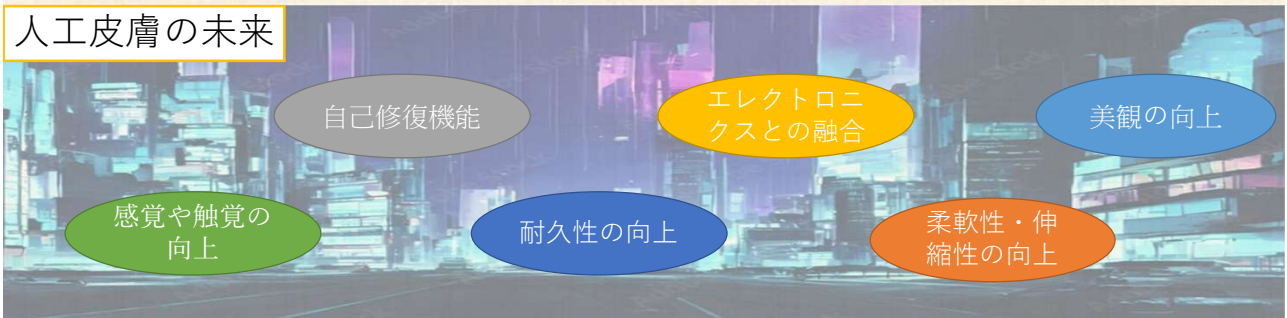 人工皮膚の未来
自己修復機能
エレクトロニ
クスとの融合
美観の向上
感覚や触覚の
向上
耐久性の向上
柔軟性・伸
縮性の向上